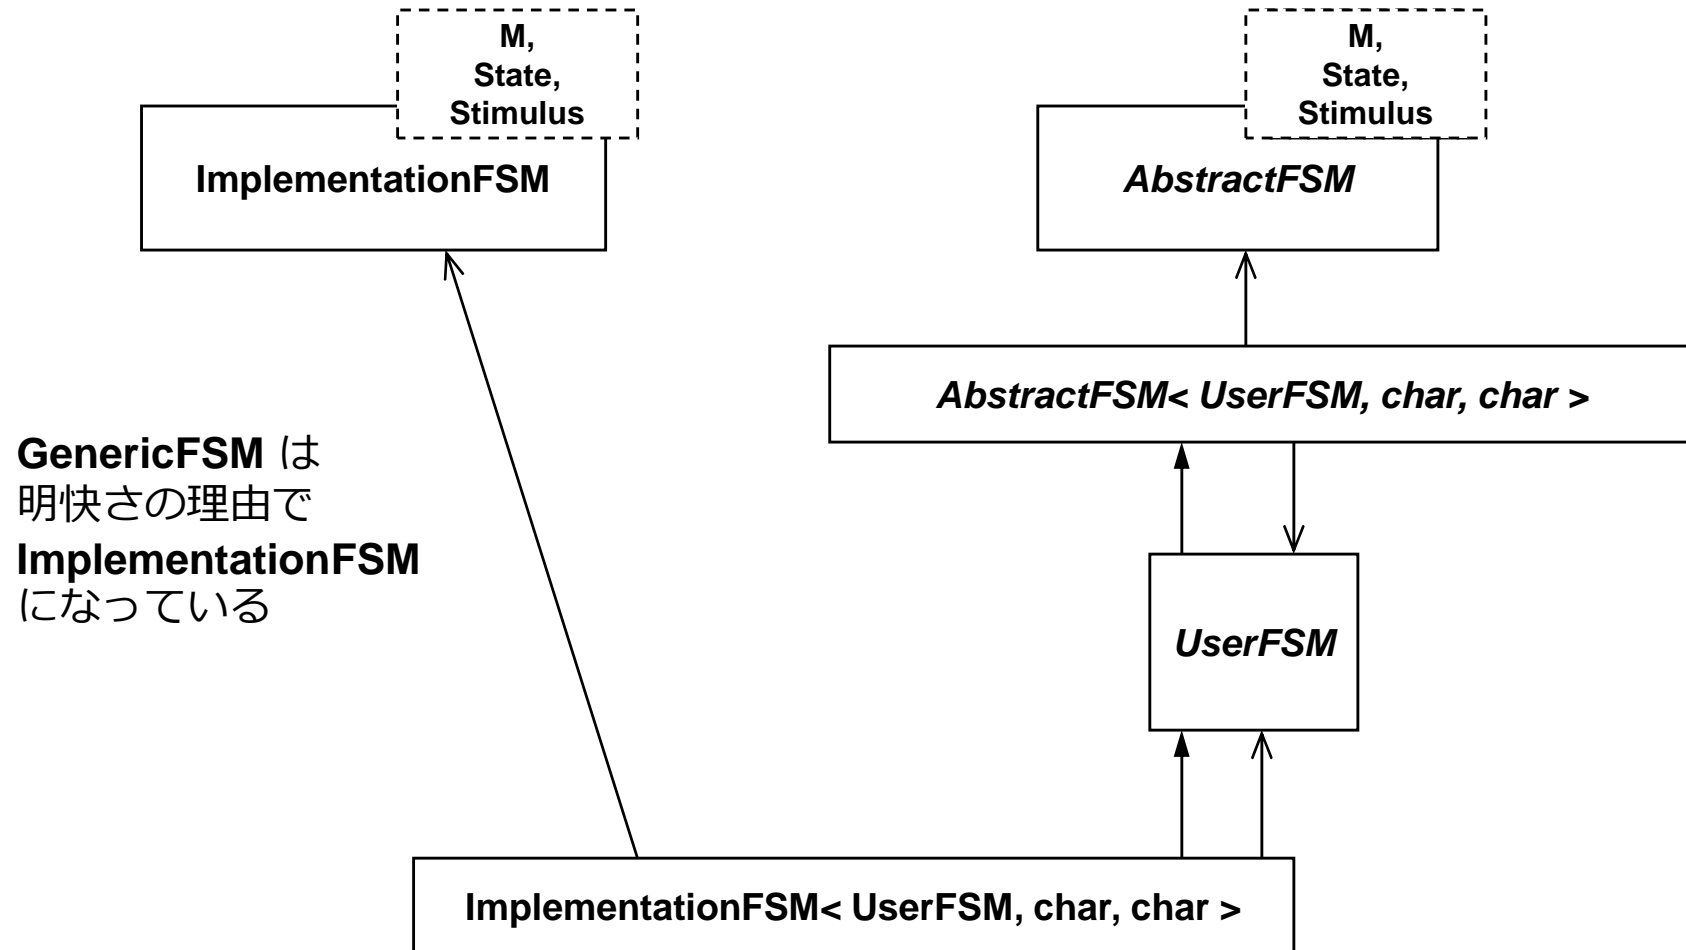 M,
State,
Stimulus
ImplementationFSM
M,
State,
Stimulus
AbstractFSM
AbstractFSM< UserFSM, char, char >
GenericFSM は
明快さの理由で
ImplementationFSM
になっている
UserFSM
ImplementationFSM< UserFSM, char, char >